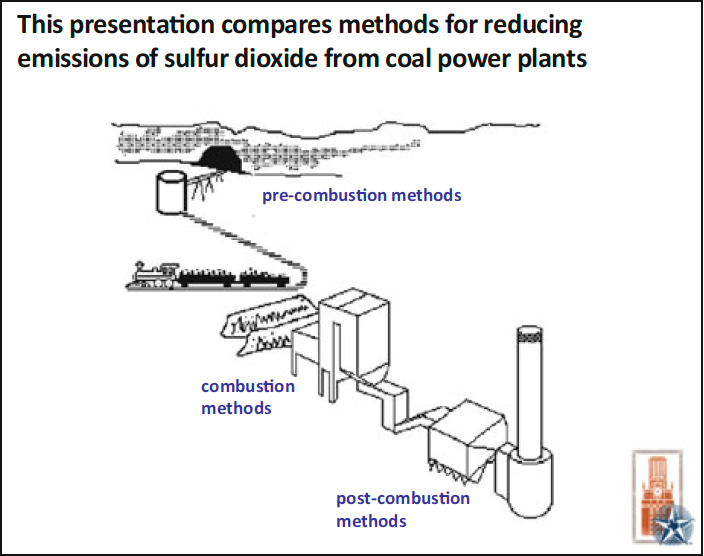 This presentation compares methods for reducing
emissions of sulfur dioxide from coal power plants
pre-combustion methods
combustion
methods
post-combustion
methods